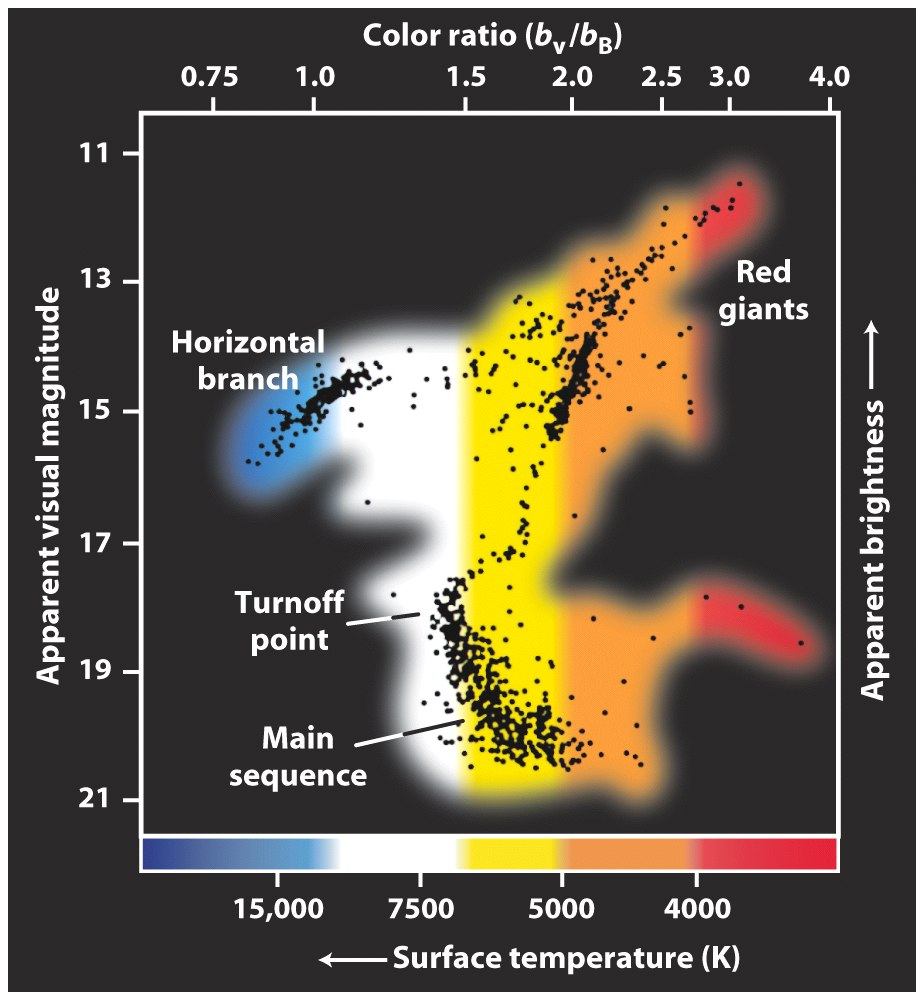 Color ratio (bv/bB)
0.75 1.0 1.5 2.0 2.5 3.0 4.0
Apparent visual magnitude
11
13
15
17
19
21
Red
giants
Horizontal
branch
Turnoff
point
Main
sequence
Apparent brightness
15,000 7500 5000 4000
Surface temperature (K)